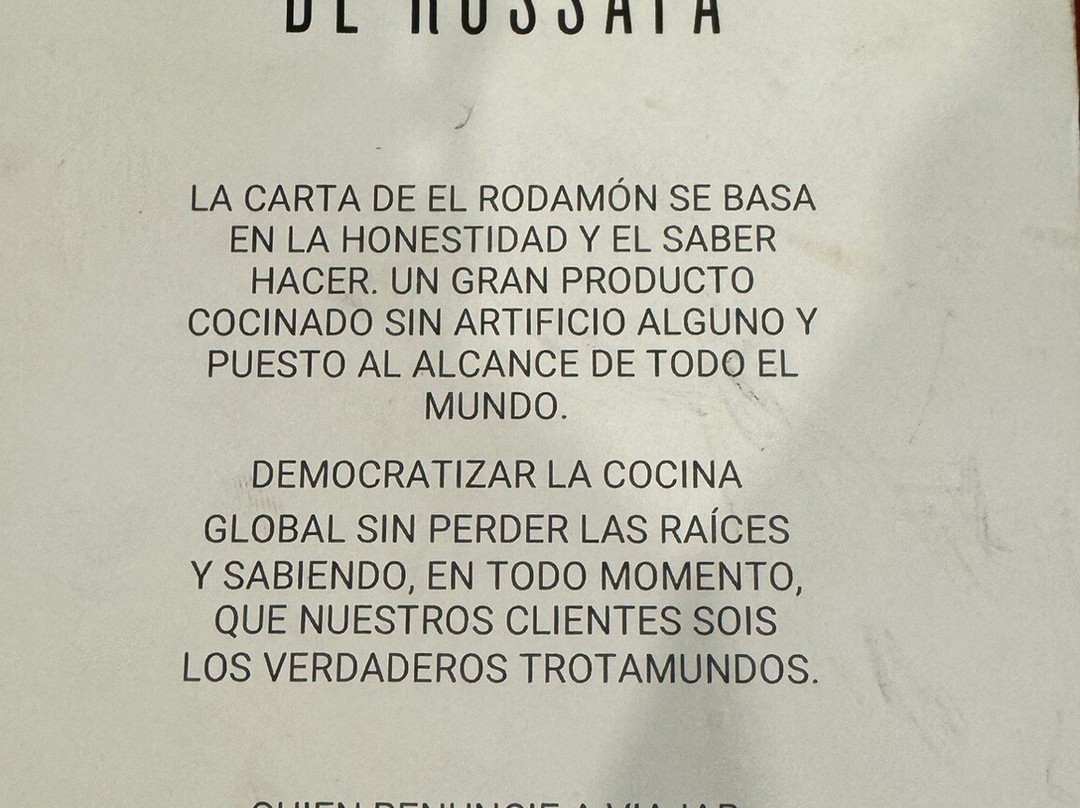 DE RUSSAFA
LA CARTA DE EL RODAMÓN SE BASA
EN LA HONESTIDAD Y EL SABER
HACER. UN GRAN PRODUCTO
COCINADO SIN ARTIFICIO ALGUNO Y
PUESTO AL ALCANCE DE TODO EL
MUNDO.
DEMOCRATIZAR LA COCINA
GLOBAL SIN PERDER LAS RAÍCES
Y SABIENDO, EN TODO MOMENTO,
QUE NUESTROS CLIENTES SOIS
LOS VERDADEROS TROTAMUNDOS.